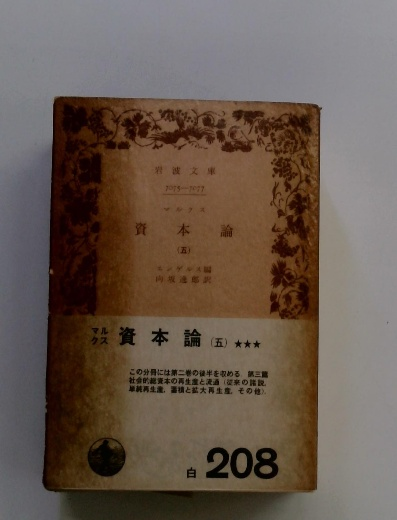 岩波文庫
マルクス
資本論
(五)
エンゲルス編
向坂逸郎訳
マルクス 資本論 (五) ★★★
この分冊には第二巻の後半を収める. 第三篇
社会的総資本の再生産と流通 (従来の諸説,
単純再生産, 蓄積と拡大再生産, その他).
白 208